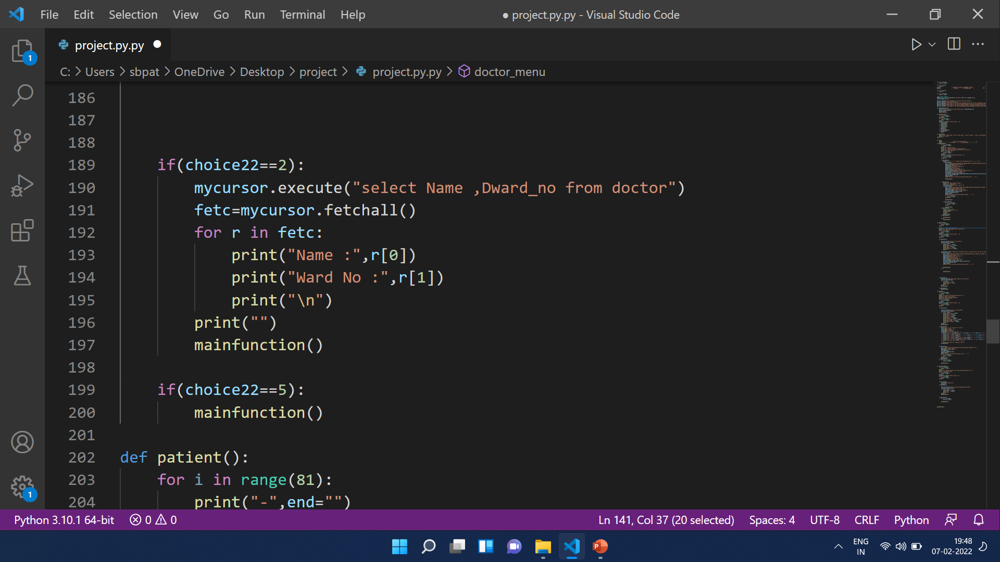 File Edit Selection View Go Run Terminal Help ● project.py.py - Visual Studio Code
1
project.py.py ●
C: > Users > sbpat > OneDrive > Desktop > project > project.py.py > doctor_menu
186
187
188
189 if(choice22==2):
190 mycursor.execute("select Name ,Dward_no from doctor")
191 fetc=mycursor.fetchall()
192 for r in fetc:
193 print("Name :",r[0])
194 print("Ward No :",r[1])
195 print("\n")
196 print("")
197 mainfunction()
198
199 if(choice22==5):
200 mainfunction()
201
202 def patient():
203 for i in range(81):
204 print("-",end="")
1
Python 3.10.1 64-bit 0 0 Ln 141, Col 37 (20 selected) Spaces: 4 UTF-8 CRLF Python
P
ENG
IN
19:48
07-02-2022